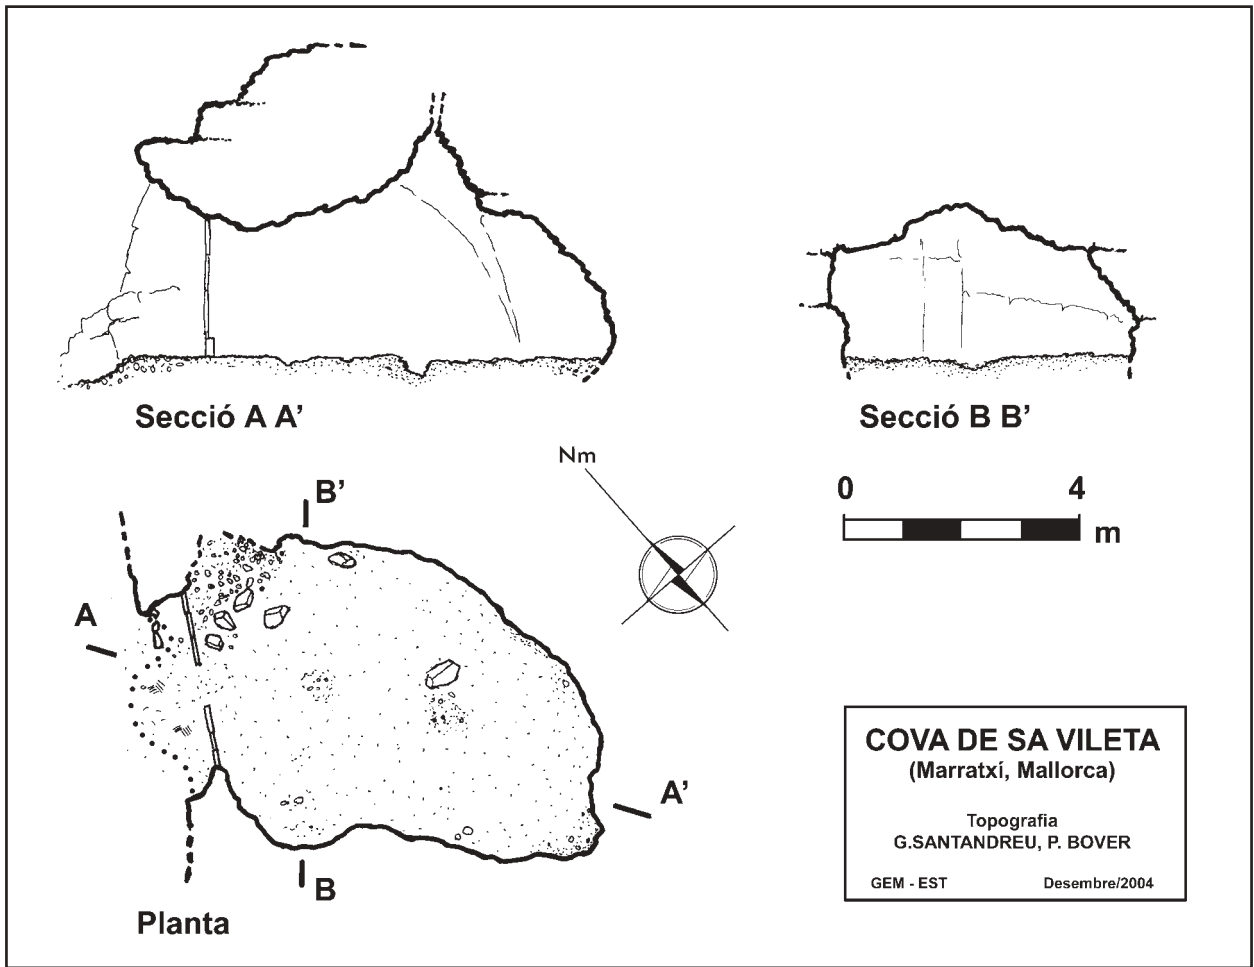 Secció A A’
Secció B B’
Nm
0 4
m
B’
A
A’
B
Planta
COVA DE SA VILETA
(Marratxí, Mallorca)
Topografia
G.SANTANDREU, P. BOVER
GEM - EST Desembre/2004